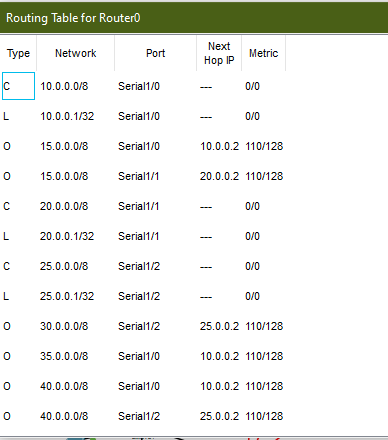 Routing Table for Router0
Type Network Port Next Hop IP Metric
C 10.0.0.0/8 Serial1/0 --- 0/0
L 10.0.0.1/32 Serial1/0 --- 0/0
O 15.0.0.0/8 Serial1/0 10.0.0.2 110/128
O 15.0.0.0/8 Serial1/1 20.0.0.2 110/128
C 20.0.0.0/8 Serial1/1 --- 0/0
L 20.0.0.1/32 Serial1/1 --- 0/0
C 25.0.0.0/8 Serial1/2 --- 0/0
L 25.0.0.1/32 Serial1/2 --- 0/0
O 30.0.0.0/8 Serial1/2 25.0.0.2 110/128
O 35.0.0.0/8 Serial1/0 10.0.0.2 110/128
O 40.0.0.0/8 Serial1/0 10.0.0.2 110/128
O 40.0.0.0/8 Serial1/2 25.0.0.2 110/128